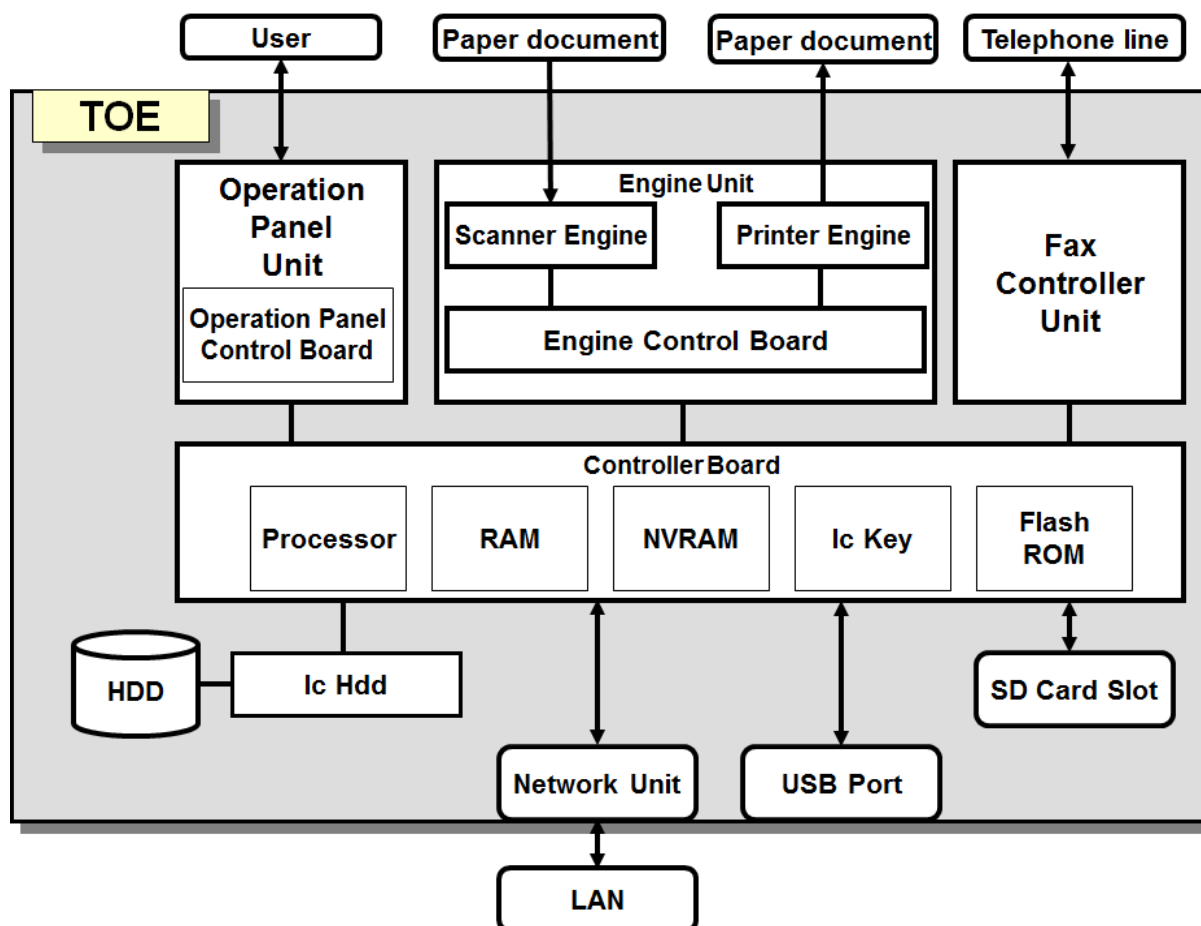 User
Paper document
Paper document
Telephone line
TOE
Operation
Panel
Unit
Operation Panel
Control Board
Engine Unit
Scanner Engine
Printer Engine
Engine Control Board
Fax
Controller
Unit
Controller Board
Processor
RAM
NVRAM
Ic Key
Flash
ROM
HDD
Ic Hdd
SD Card Slot
Network Unit
USB Port
LAN